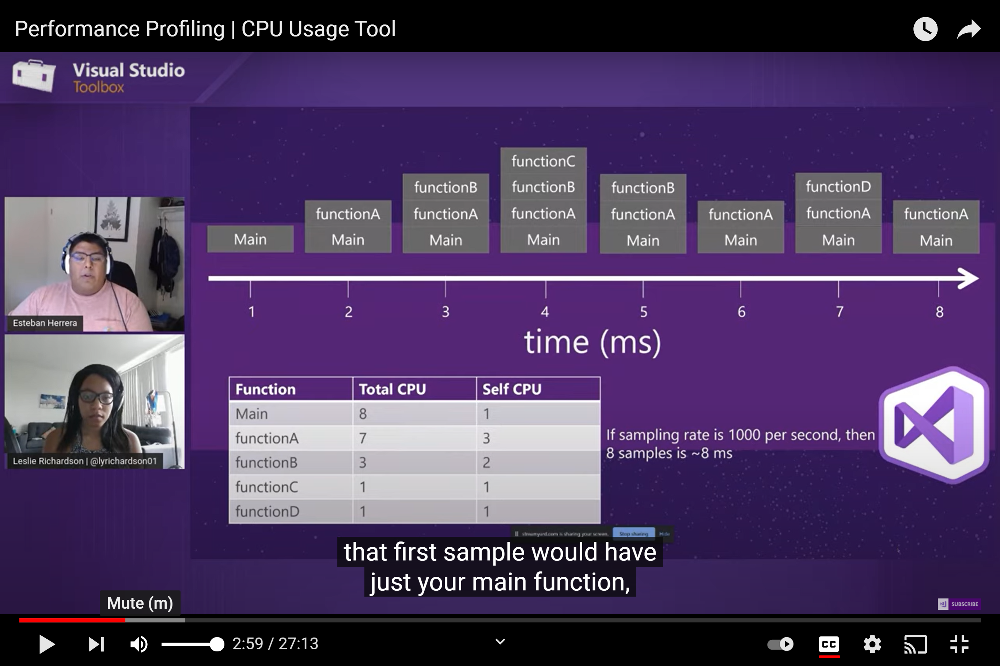 Performance Profiling | CPU Usage Tool
Visual Studio
Toolbox
functionC
functionB functionB functionB functionD
functionA functionA functionA functionA functionA functionA functionA
Main Main Main Main Main Main Main Main
1 2 3 4 5 6 7 8
time (ms)
Esteban Herrera
Leslie Richardson | @lyrichardson01
Function Total CPU Self CPU
Main 8 1
functionA 7 3
functionB 3 2
functionC 1 1
functionD 1 1
If sampling rate is 1000 per second, then
8 samples is ~8 ms
streamyard.com is sharing your screen. Stop sharing Hide
that first sample would have
just your main function,
Mute (m)
SUBSCRIBE
2:59 / 27:13
CC